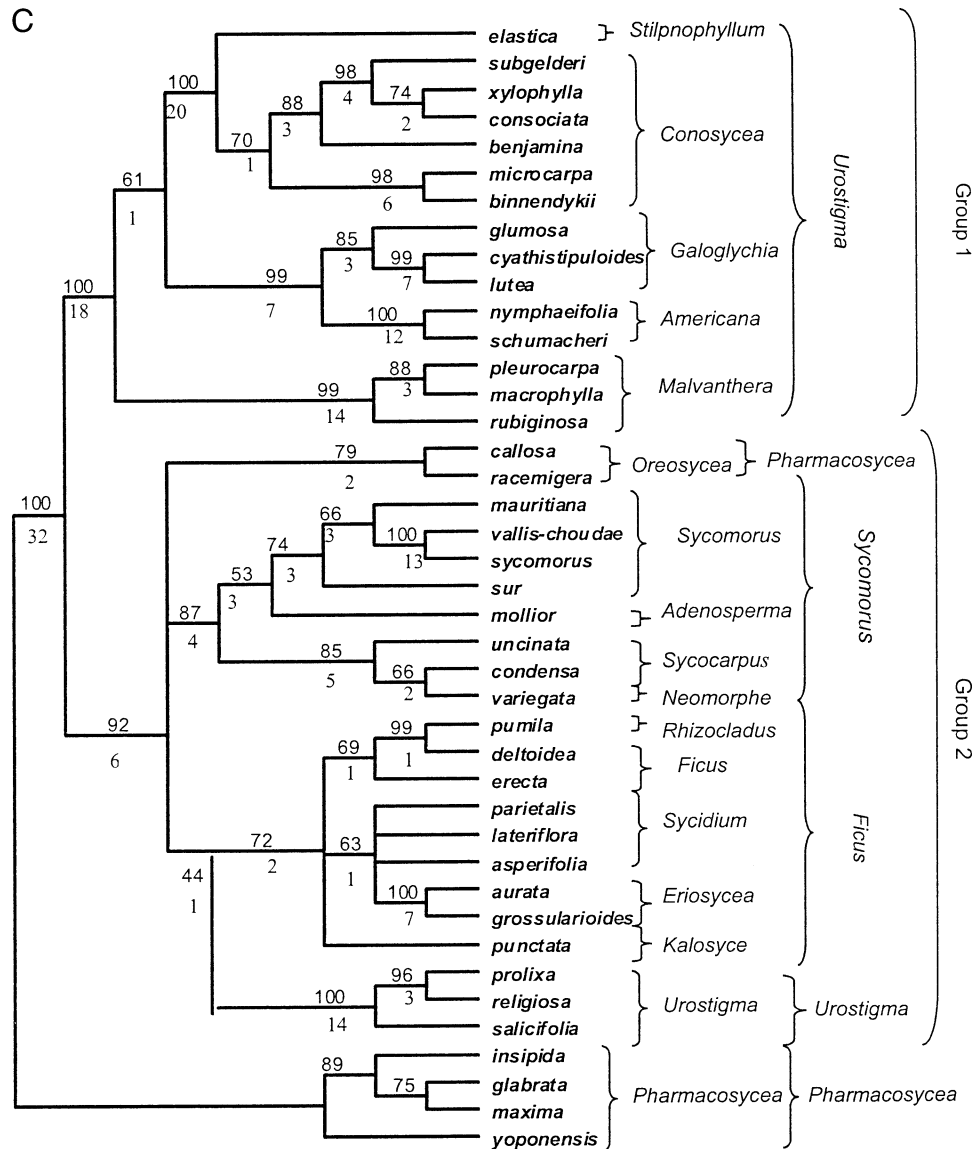 C
elastica
Stilpnophyllum
subgelderi
98
4
xylophylla
74
2
consociata
100
20
88
3
Conosycea
benjamina
70
1
microcarpa
98
6
binnendykii
Urostigma
Group 1
61
1
glumosa
85
3
cyathistipuloides
99
7
Galoglychia
lutea
99
7
nymphaeifolia
100
12
Americana
schumacheri
100
18
pleurocarpa
88
3
macrophylla
Malvanthera
99
14
rubiginosa
callosa
79
2
Oreosycea
Pharmacosycea
racemigera
100
32
mauritiana
66
3
vallis-choudae
100
13
Sycomorus
sycomorus
74
3
sur
53
3
mollior
Adenosperma
Sycomorus
87
4
uncinata
85
5
condensa
66
2
Sycocarpus
variegata
Neomorphe
Group 2
92
6
pumila
99
1
Rhizocladus
deltoidea
69
1
Ficus
erecta
parietalis
Sycidium
lateriflora
Ficus
72
2
63
1
asperifolia
44
1
aurata
100
7
Eriosycea
grossularioides
punctata
Kalosyce
prolixa
96
3
religiosa
100
14
Urostigma
Urostigma
salicifolia
insipida
89
glabrata
75
Pharmacosycea
Pharmacosycea
maxima
yoponensis